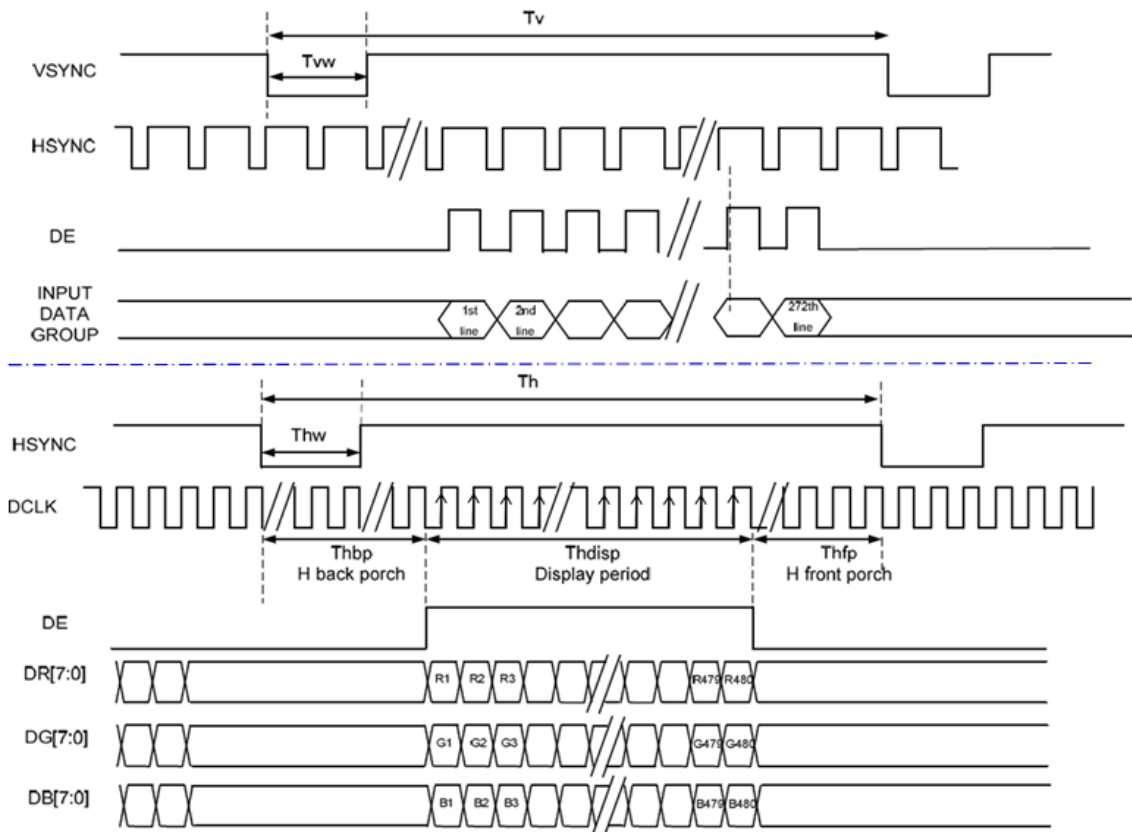 Tv
Tvw
VSYNC
HSYNC
DE
INPUT
DATA
GROUP
1st
line
2nd
line
272th
line
Th
Thw
HSYNC
DCLK
Thbp
H back porch
Thdisp
Display period
Thfp
H front porch
DE
DR[7:0]
R1 R2 R3 R479 R480
DG[7:0]
G1 G2 G3 G479 G480
DB[7:0]
B1 B2 B3 B479 B480